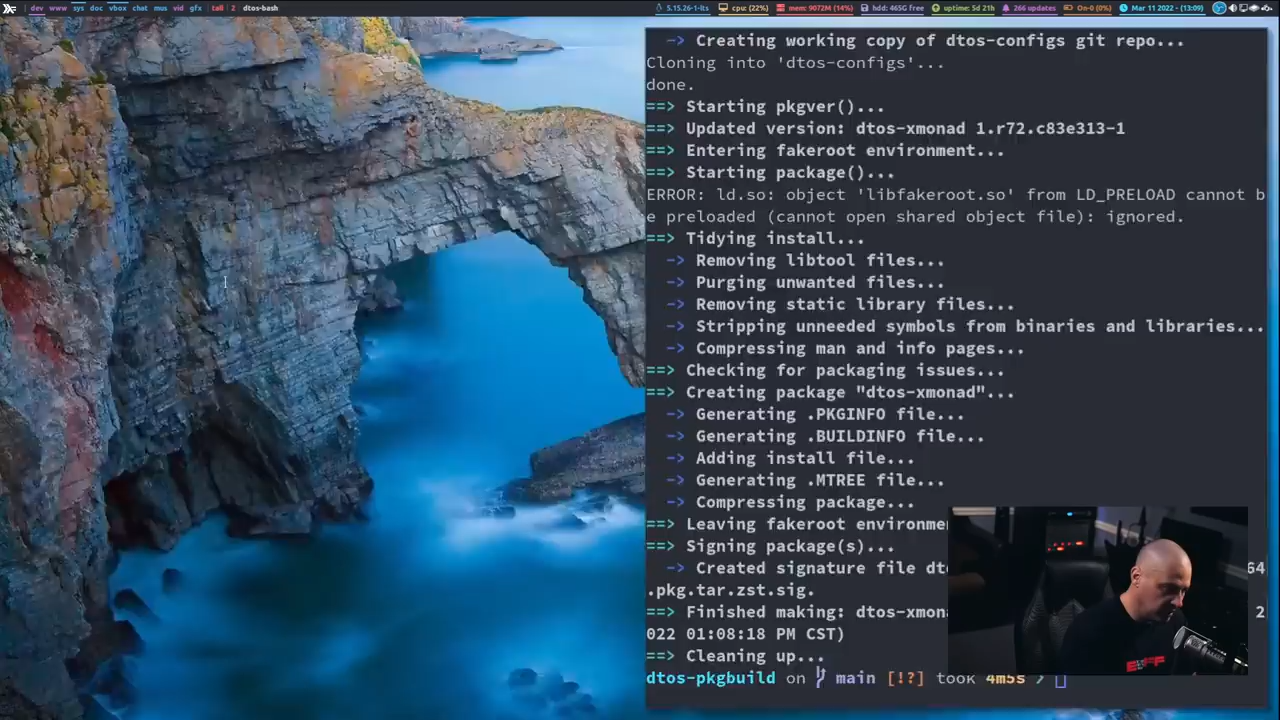 dev www sys doc vbox chat mus vid gfx | tall | 2 dtos-bash
5.15.26-1-lts cpu: (22%) mem: 9072M (14%) hdd: 465G free uptime: 5d 21h 266 updates On-0 (0%) Mar 11 2022 - (13:09)
-> Creating working copy of dtos-configs git repo...
Cloning into 'dtos-configs'...
done.
==> Starting pkgver()...
==> Updated version: dtos-xmonad 1.r72.c83e313-1
==> Entering fakeroot environment...
==> Starting package()...
ERROR: ld.so: object 'libfakeroot.so' from LD_PRELOAD cannot b
e preloaded (cannot open shared object file): ignored.
==> Tidying install...
-> Removing libtool files...
-> Purging unwanted files...
-> Removing static library files...
-> Stripping unneeded symbols from binaries and libraries...
-> Compressing man and info pages...
==> Checking for packaging issues...
==> Creating package "dtos-xmonad"...
-> Generating .PKGINFO file...
-> Generating .BUILDINFO file...
-> Adding install file...
-> Generating .MTREE file...
-> Compressing package...
==> Leaving fakeroot environme
==> Signing package(s)...
-> Created signature file dt 64
.pkg.tar.zst.sig.
==> Finished making: dtos-xmona 2
022 01:08:18 PM CST)
==> Cleaning up...
dtos-pkgbuild on main [!?] took 4m5s >